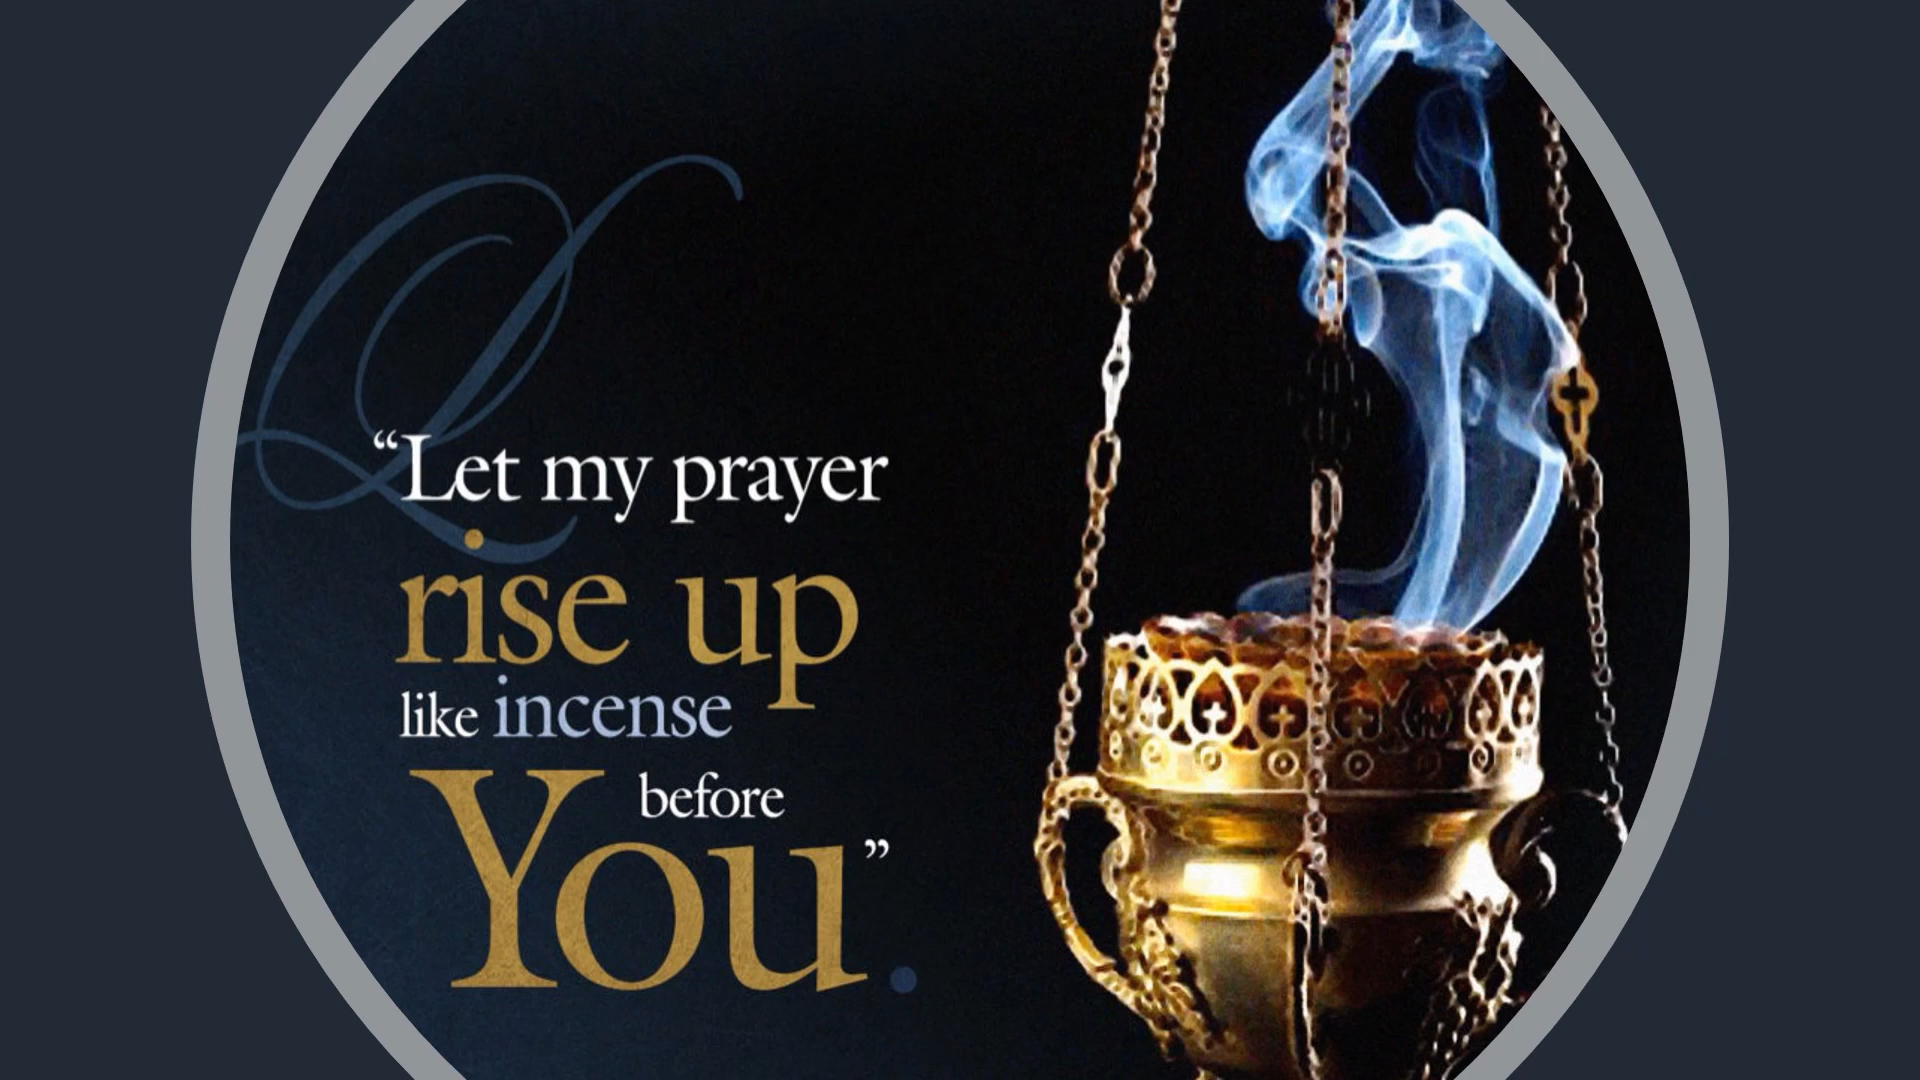 “Let my prayer
rise up
like incense
before
You”.